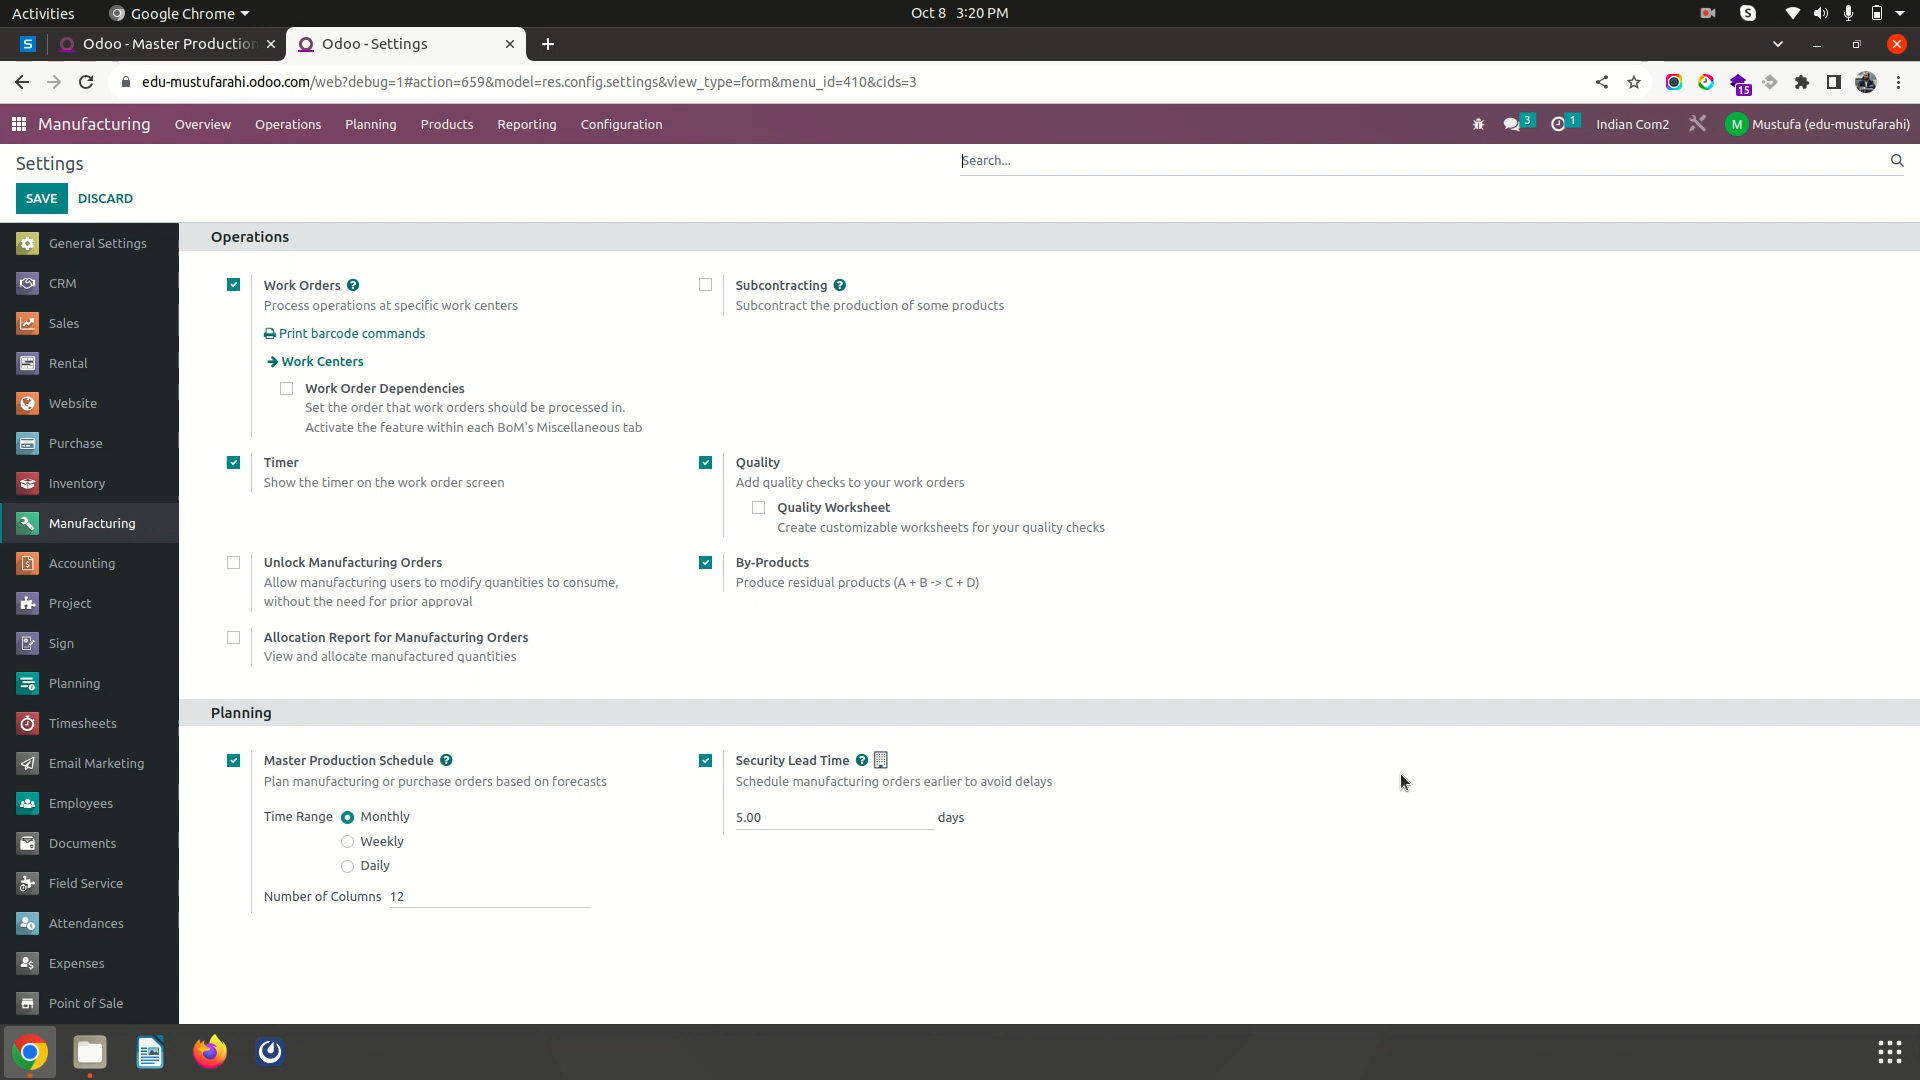 Activities
Google Chrome
Oct 8 3:20 PM
S
S
Odoo - Master Production
Odoo - Settings
edu-mustufarahi.odoo.com/web?debug=1#action=659&model=res.config.settings&view_type=form&menu_id=410&cids=3
15
Manufacturing
Overview
Operations
Planning
Products
Reporting
Configuration
3
1
Indian Com2
M
Mustufa (edu-mustufarahi)
Settings
Search...
SAVE
DISCARD
General Settings
CRM
Sales
Rental
Website
Purchase
Inventory
Manufacturing
Accounting
Project
Sign
Planning
Timesheets
Email Marketing
Employees
Documents
Field Service
Attendances
Expenses
Point of Sale
Operations
Work Orders ?
Process operations at specific work centers
Print barcode commands
Work Centers
Work Order Dependencies
Set the order that work orders should be processed in.
Activate the feature within each BoM's Miscellaneous tab
Subcontracting ?
Subcontract the production of some products
Timer
Show the timer on the work order screen
Quality
Add quality checks to your work orders
Quality Worksheet
Create customizable worksheets for your quality checks
Unlock Manufacturing Orders
Allow manufacturing users to modify quantities to consume,
without the need for prior approval
By-Products
Produce residual products (A + B -> C + D)
Allocation Report for Manufacturing Orders
View and allocate manufactured quantities
Planning
Master Production Schedule ?
Plan manufacturing or purchase orders based on forecasts
Time Range
Monthly
Weekly
Daily
Number of Columns 12
Security Lead Time ?
Schedule manufacturing orders earlier to avoid delays
5.00 days